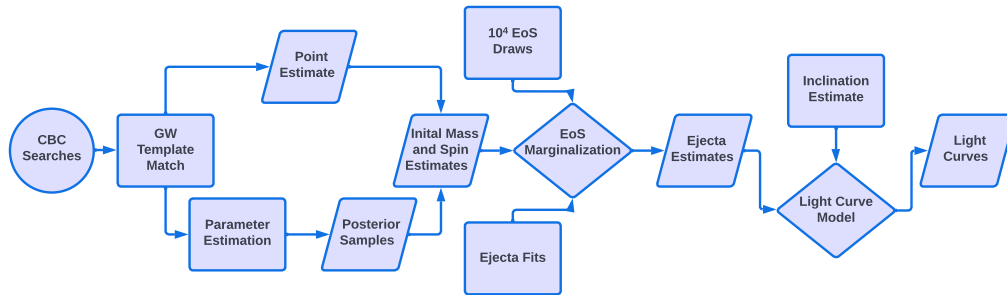 CBC
Searches
GW
Template
Match
Point
Estimate
Parameter
Estimation
Posterior
Samples
Inital Mass
and Spin
Estimates
10⁴ EoS
Draws
EoS
Marginalization
Ejecta Fits
Ejecta
Estimates
Inclination
Estimate
Light Curve
Model
Light
Curves